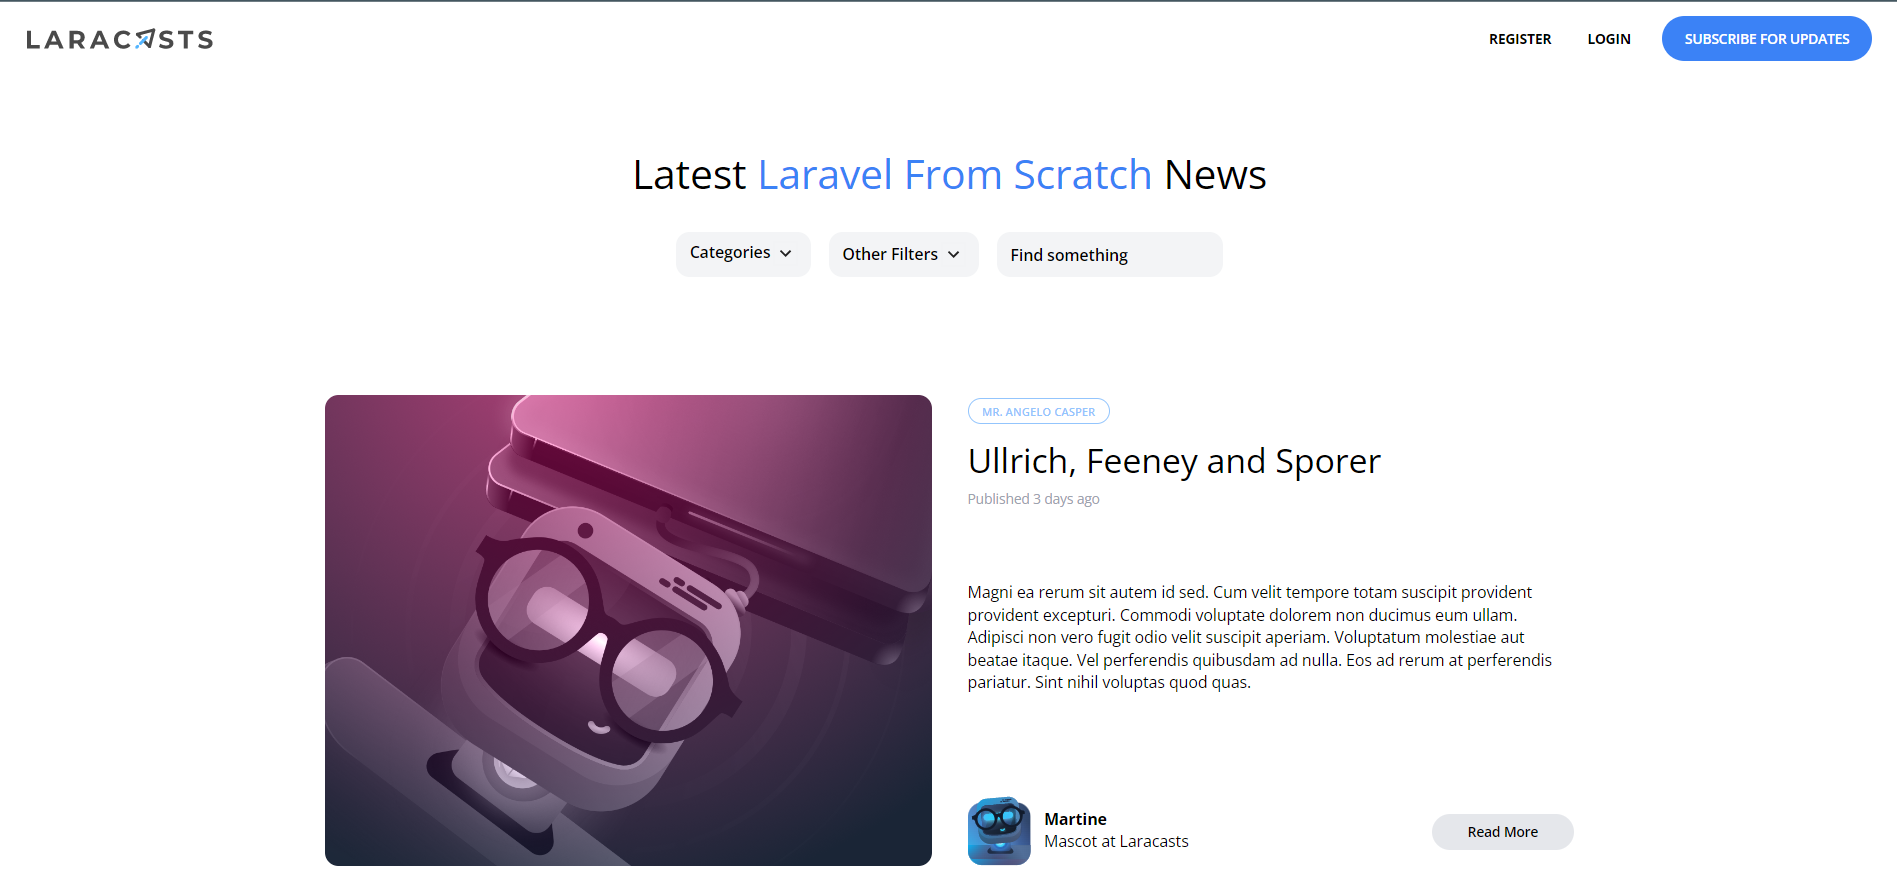 LARACASTS
REGISTER
LOGIN
SUBSCRIBE FOR UPDATES
Latest Laravel From Scratch News
Categories
Other Filters
Find something
MR. ANGELO CASPER
Ullrich, Feeney and Sporer
Published 3 days ago
Magni ea rerum sit autem id sed. Cum velit tempore totam suscipit provident
provident excepturi. Commodi voluptate dolorem non ducimus eum ullam.
Adipisci non vero fugit odio velit suscipit aperiam. Voluptatum molestiae aut
beatae itaque. Vel perferendis quibusdam ad nulla. Eos ad rerum at perferendis
pariatur. Sint nihil voluptas quod quas.
Martine
Mascot at Laracasts
Read More